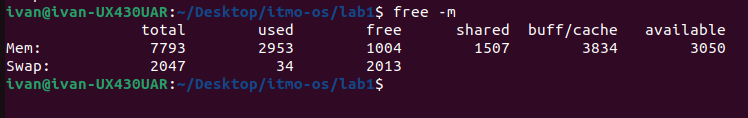 ivan@ivan-UX430UAR:~/Desktop/itmo-os/lab1$ free -m
total used free shared buff/cache available
Mem: 7793 2953 1004 1507 3834 3050
Swap: 2047 34 2013
ivan@ivan-UX430UAR:~/Desktop/itmo-os/lab1$